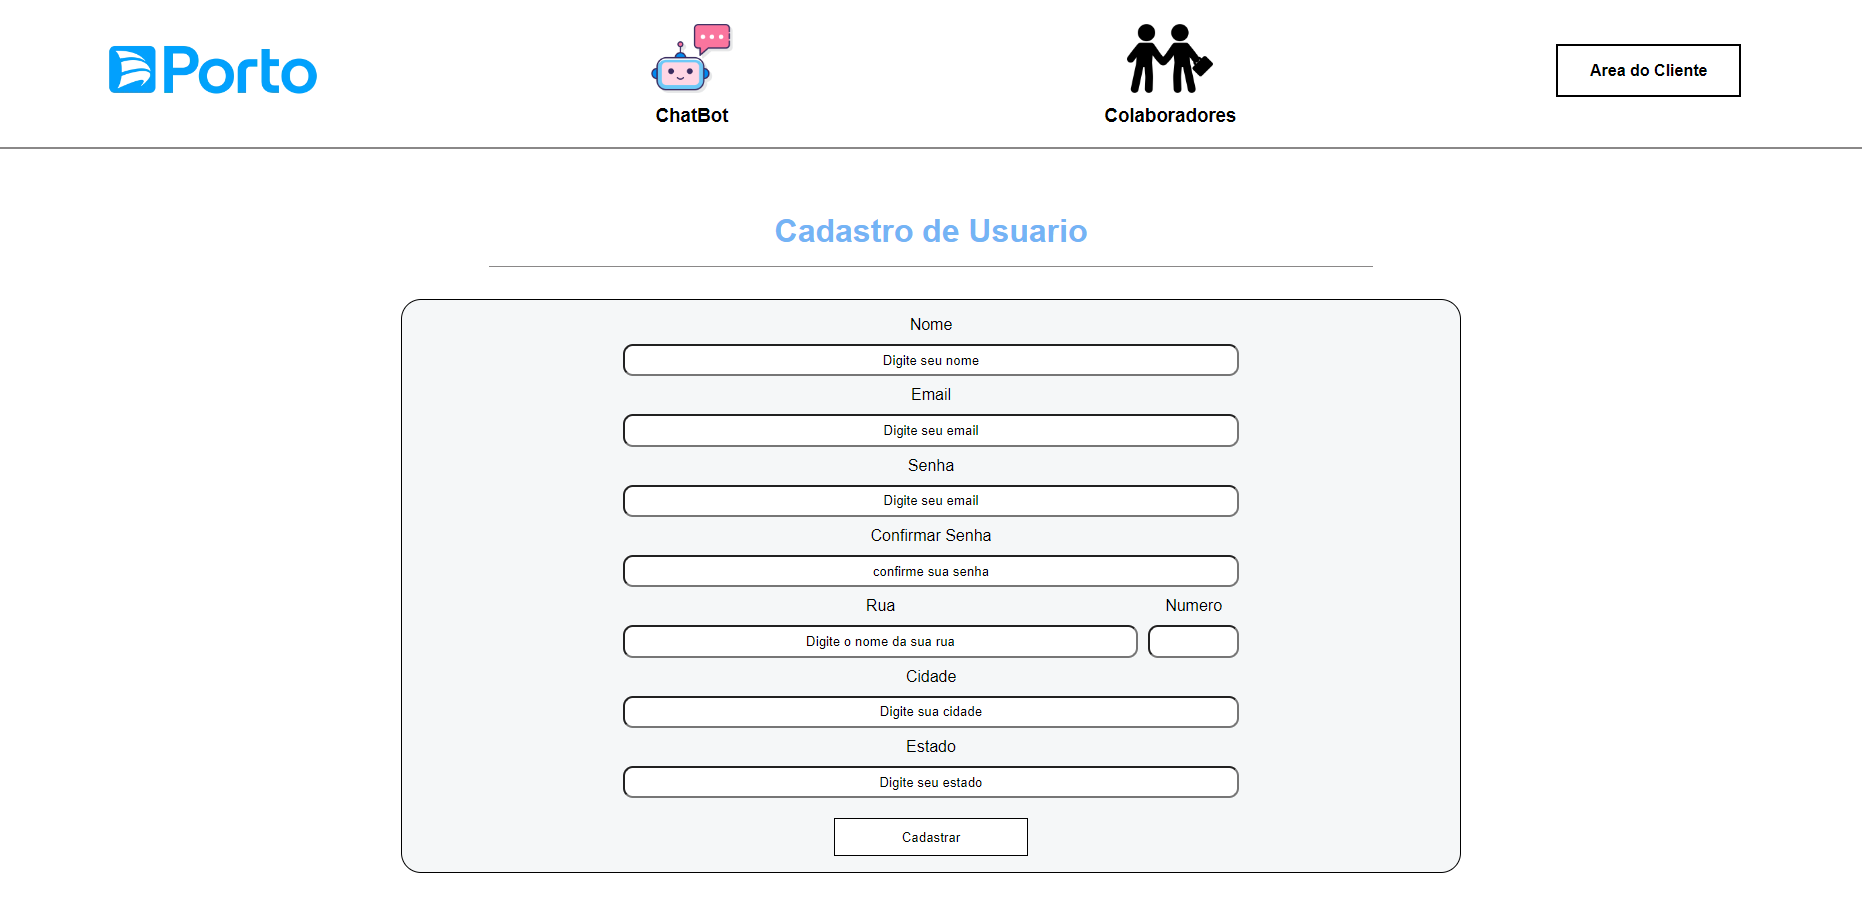 Porto
ChatBot
Colaboradores
Area do Cliente
Cadastro de Usuario
Nome
Digite seu nome
Email
Digite seu email
Senha
Digite seu email
Confirmar Senha
confirme sua senha
Rua
Numero
Digite o nome da sua rua
Cidade
Digite sua cidade
Estado
Digite seu estado
Cadastrar